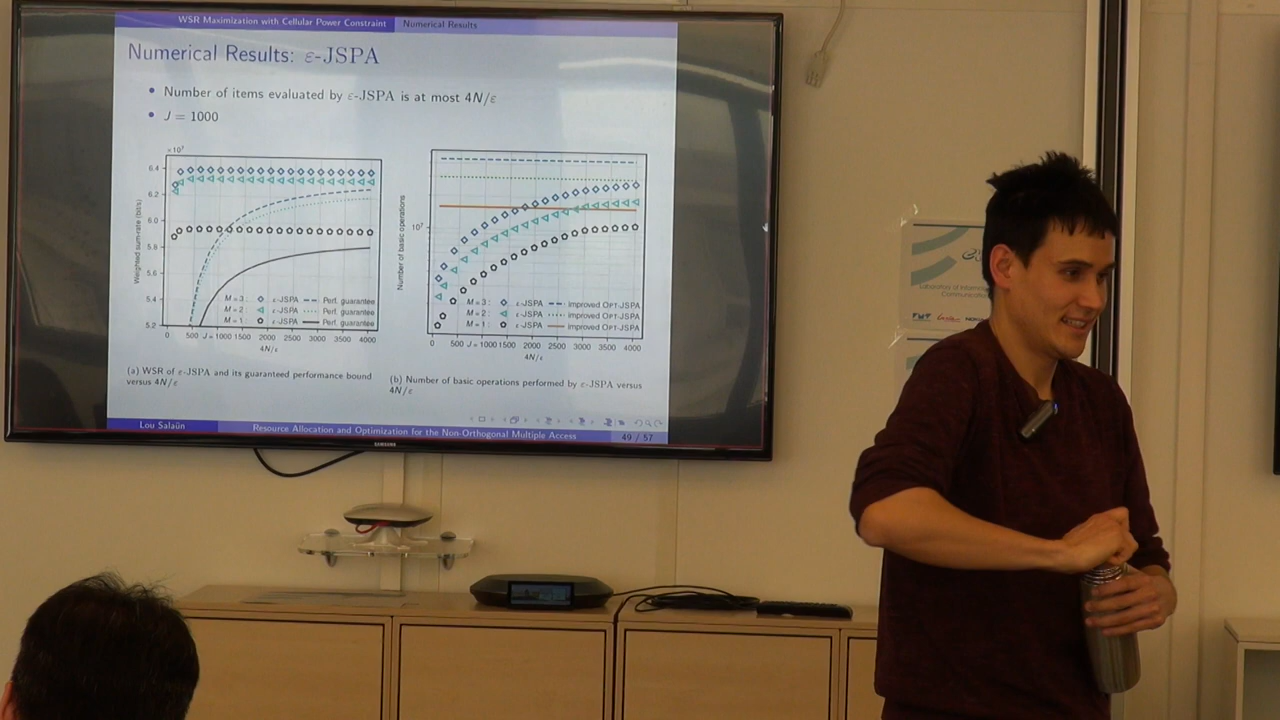 WSR Maximization with Cellular Power Constraint Numerical Results
Numerical Results: ε-JSPA
• Number of items evaluated by ε-JSPA is at most 4N/ε
• J = 1000
×10⁷
6.4
6.2
6.0
5.8
5.6
5.4
5.2
Weighted sum-rate (bit/s)
M = 3 : ε-JSPA Perf. guarantee
M = 2 : ε-JSPA Perf. guarantee
M = 1 : ε-JSPA Perf. guarantee
0 500 J = 1000 1500 2000 2500 3000 3500 4000
4N/ε
(a) WSR of ε-JSPA and its guaranteed performance bound
versus 4N/ε
Number of basic operations
10⁷
M = 3 : ε-JSPA improved OPT-JSPA
M = 2 : ε-JSPA improved OPT-JSPA
M = 1 : ε-JSPA improved OPT-JSPA
0 500 J = 1000 1500 2000 2500 3000 3500 4000
4N/ε
(b) Number of basic operations performed by ε-JSPA versus
4N/ε
Lou Salaün Resource Allocation and Optimization for the Non-Orthogonal Multiple Access 49 / 57
SAMSUNG
Laboratory of
Communication